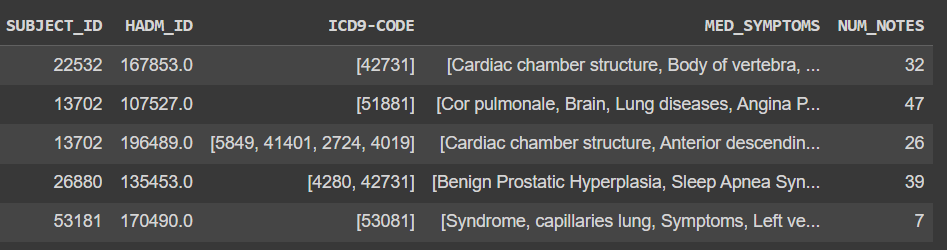 SUBJECT_ID HADM_ID ICD9-CODE MED_SYMPTOMS NUM_NOTES
22532 167853.0 [42731] [Cardiac chamber structure, Body of vertebra, ... 32
13702 107527.0 [51881] [Cor pulmonale, Brain, Lung diseases, Angina P... 47
13702 196489.0 [5849, 41401, 2724, 4019] [Cardiac chamber structure, Anterior descendin... 26
26880 135453.0 [4280, 42731] [Benign Prostatic Hyperplasia, Sleep Apnea Syn... 39
53181 170490.0 [53081] [Syndrome, capillaries lung, Symptoms, Left ve... 7